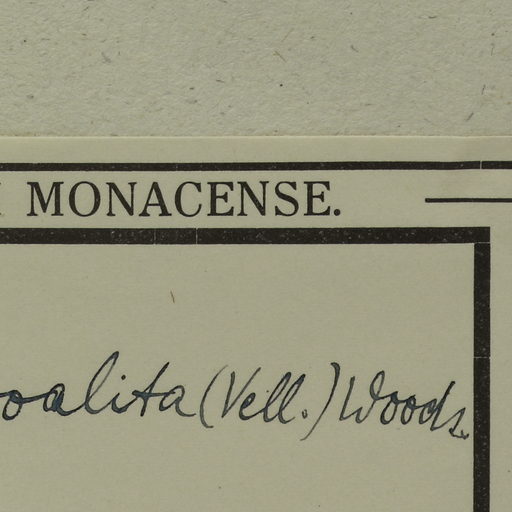 MONACENSE.
oalita (Vell.) Woods.